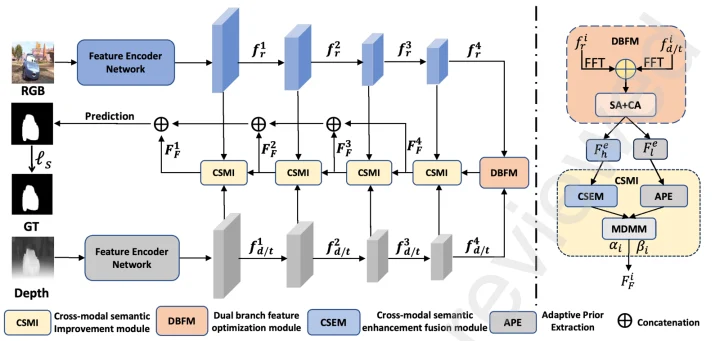 RGB
Feature Encoder
Network
f_r^1
f_r^2
f_r^3
f_r^4
Prediction
F_F^1
F_F^2
F_F^3
F_F^4
ℓ_s
GT
CSMI
CSMI
CSMI
CSMI
DBFM
Depth
Feature Encoder
Network
f_{d/t}^1
f_{d/t}^2
f_{d/t}^3
f_{d/t}^4
DBFM
f_r^i
f_{d/t}^i
FFT
FFT
SA+CA
F_h^e
F_l^e
CSMI
CSEM
APE
MDMM
α_i
β_i
F_F^i
CSMI
Cross-modal semantic
Improvement module
DBFM
Dual branch feature
optimization module
CSEM
Cross-modal semantic
enhancement fusion module
APE
Adaptive Prior
Extraction
Concatenation